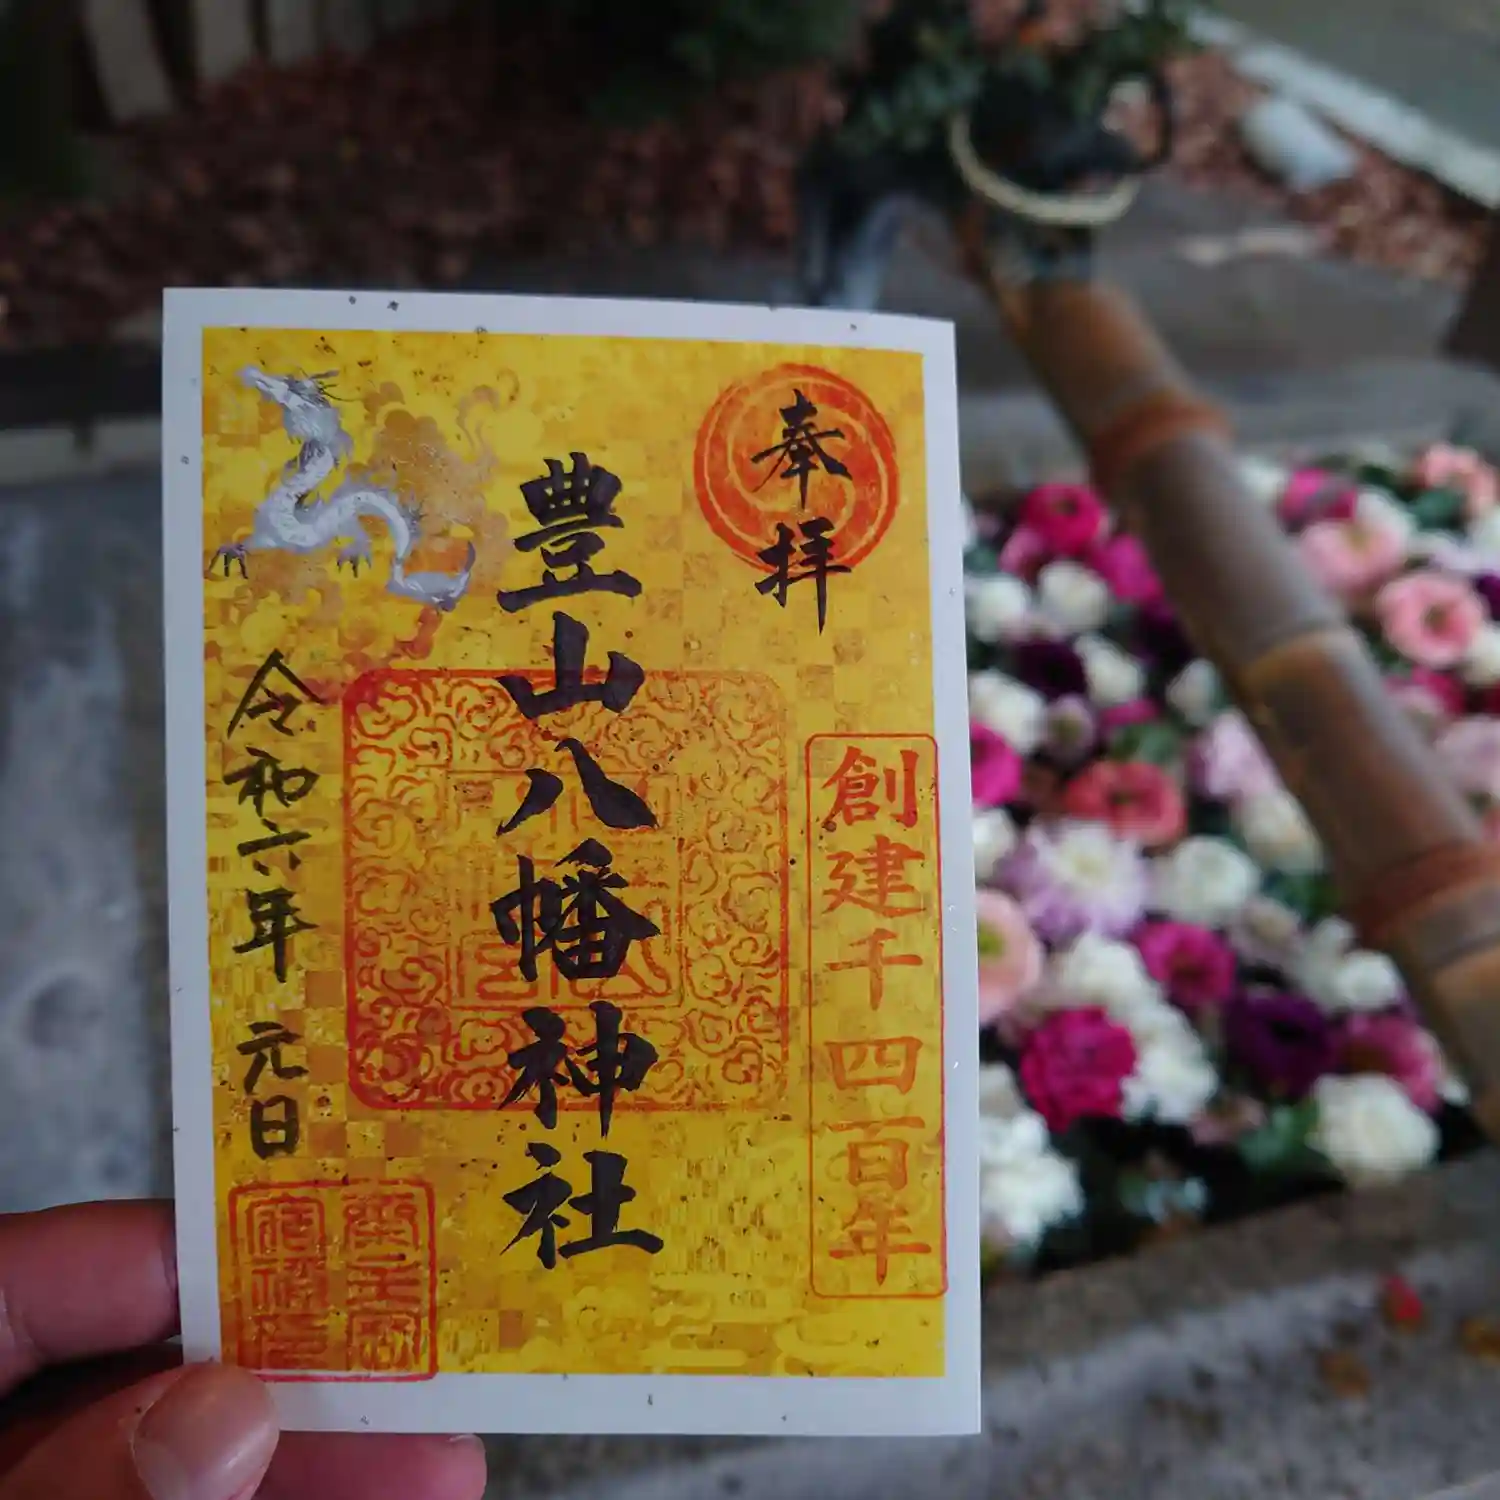 奉拝
創建千四百年
豊山八幡神社
令和六年 元日